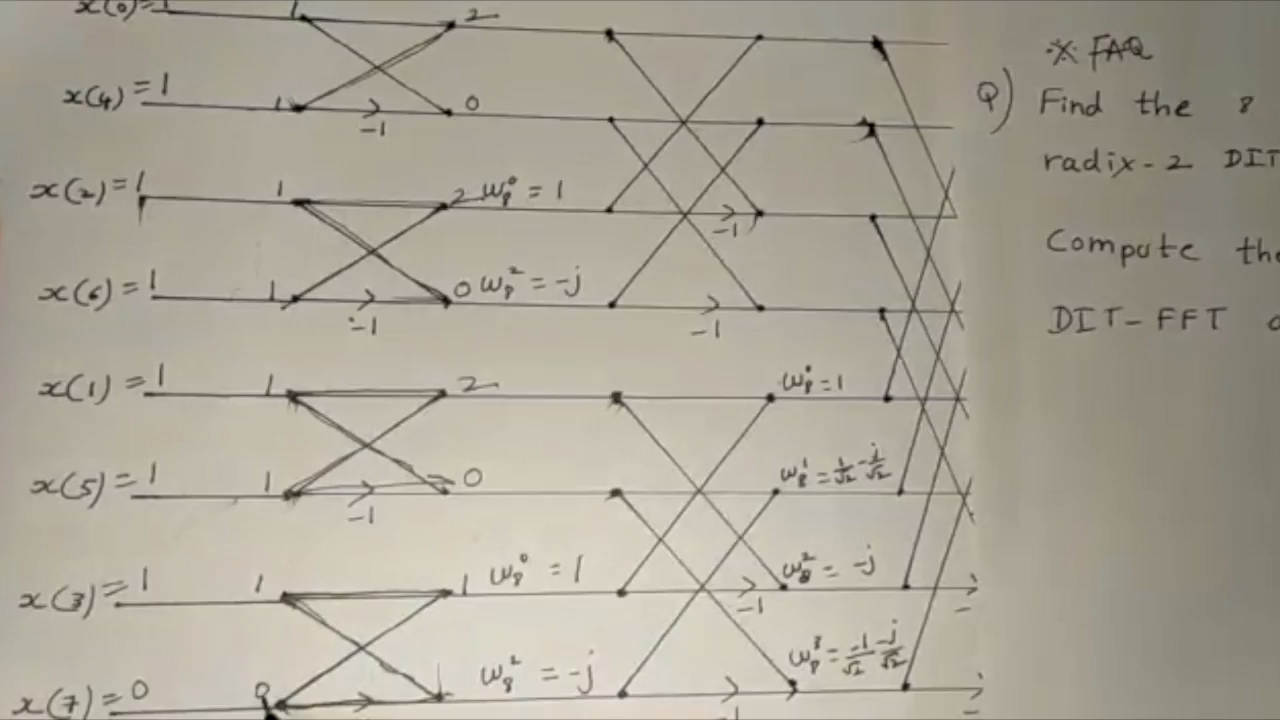 x(0)=1 1 2
x(4)=1 1 -1 0
x(2)=1 1 2 w₈⁰ = 1 -1
x(6)=1 1 -1 0 w₈² = -j -1
x(1)=1 1 2 w₈⁰=1
x(5)=1 1 -1 0 w₈¹=1/√2 -j/√2
x(3)=1 1 1 w₈⁰ = 1 -1 w₈² = -j -
x(7)=0 0 1 w₈² = -j -1 w₈³=-1/√2 -j/√2 -
※ FAQ
Q) Find the 8
radix-2 DIT
Compute the
DIT-FFT